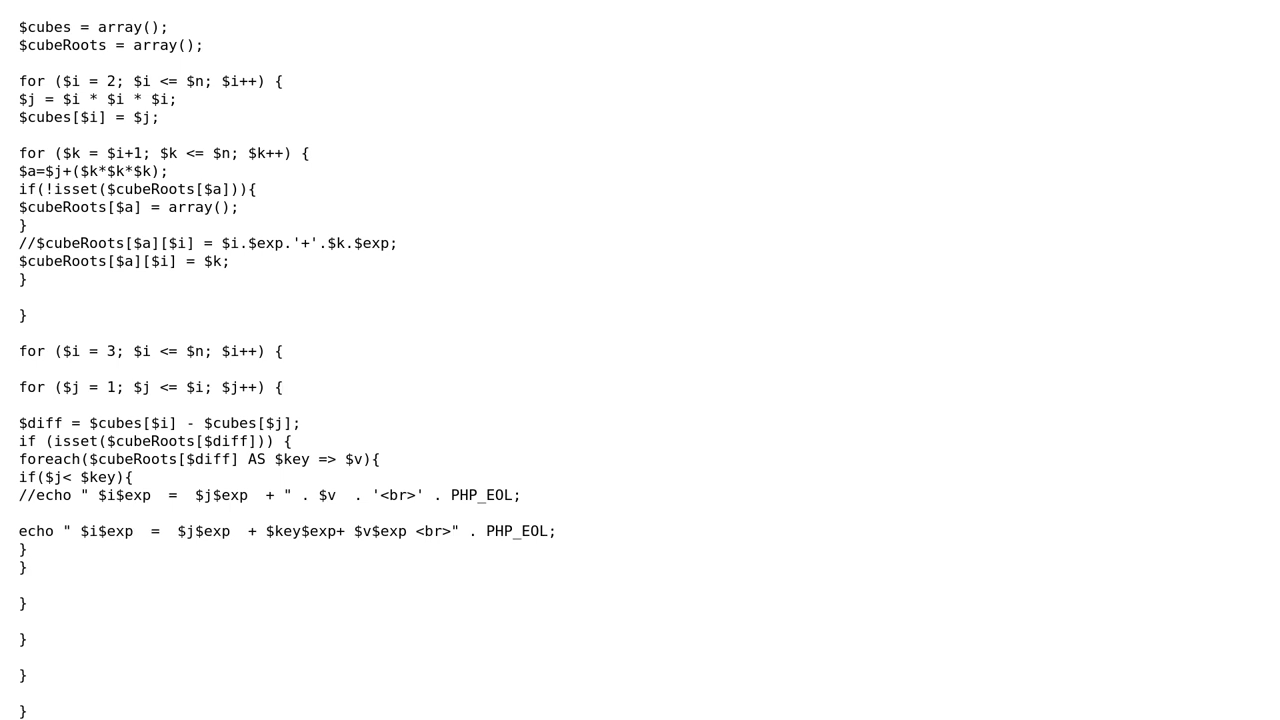 $cubes = array();
$cubeRoots = array();
for ($i = 2; $i <= $n; $i++) {
$j = $i * $i * $i;
$cubes[$i] = $j;
for ($k = $i+1; $k <= $n; $k++) {
$a=$j+($k*$k*$k);
if(!isset($cubeRoots[$a])){
$cubeRoots[$a] = array();
}
//$cubeRoots[$a][$i] = $i.$exp.'+'.$k.$exp;
$cubeRoots[$a][$i] = $k;
}
}
for ($i = 3; $i <= $n; $i++) {
for ($j = 1; $j <= $i; $j++) {
$diff = $cubes[$i] - $cubes[$j];
if (isset($cubeRoots[$diff])) {
foreach($cubeRoots[$diff] AS $key => $v){
if($j< $key){
//echo " $i$exp  =  $j$exp  + " . $v  . '<br>' . PHP_EOL;
echo " $i$exp  =  $j$exp  + $key$exp+ $v$exp <br>" . PHP_EOL;
}
}
}
}
}
}